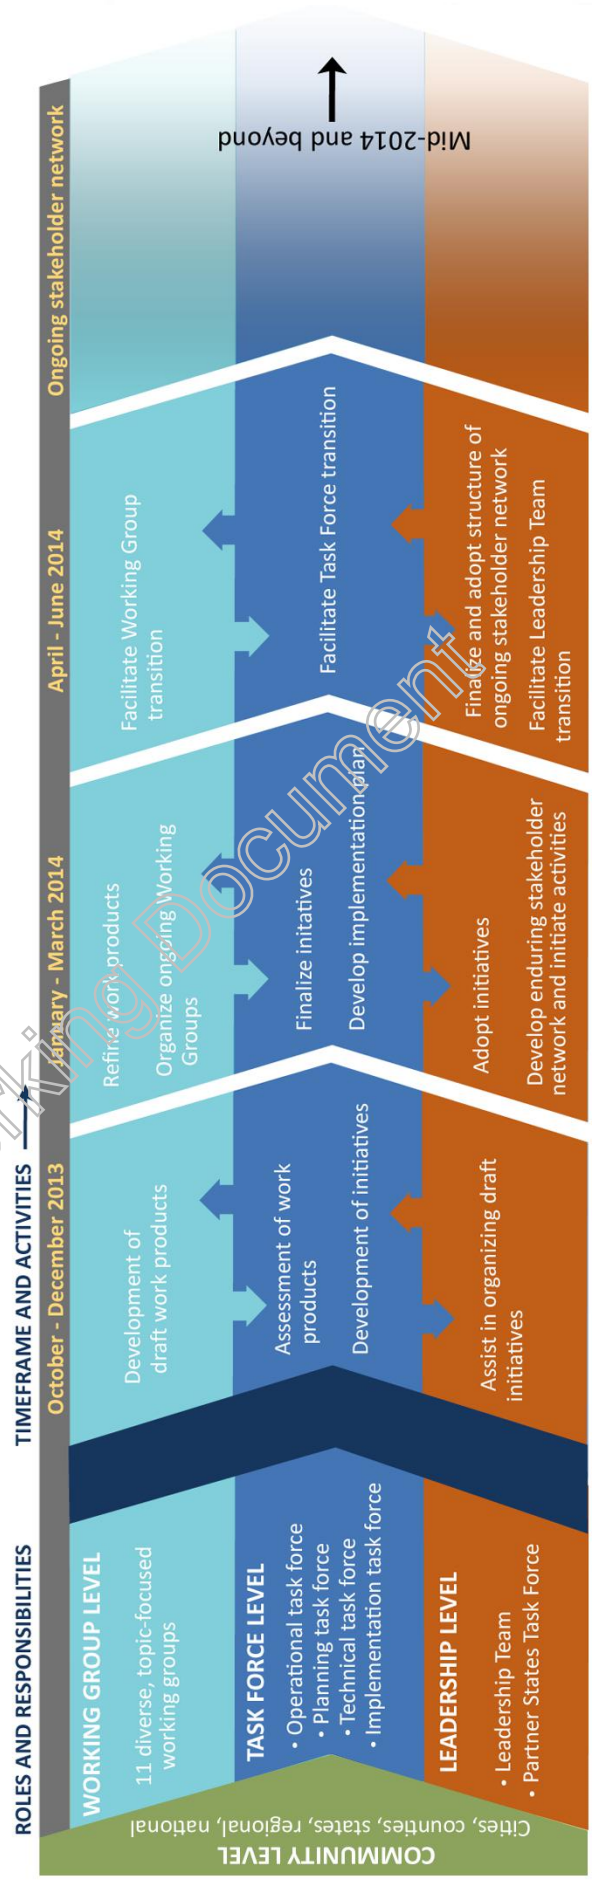 ROLES AND RESPONSIBILITIES
TIMEFRAME AND ACTIVITIES
October - December 2013
January - March 2014
April - June 2014
Ongoing stakeholder network
COMMUNITY LEVEL
Cities, counties, states, regional, national
WORKING GROUP LEVEL
11 diverse, topic-focused
working groups
Development of
draft work products
Refine work products
Organize ongoing Working
Groups
Facilitate Working Group
transition
TASK FORCE LEVEL
• Operational task force
• Planning task force
• Technical task force
• Implementation task force
Assessment of work
products
Development of initiatives
Finalize initatives
Develop implementation plan
Facilitate Task Force transition
Mid-2014 and beyond
LEADERSHIP LEVEL
• Leadership Team
• Partner States Task Force
Assist in organizing draft
initiatives
Adopt initiatives
Develop enduring stakeholder
network and initiate activities
Finalize and adopt structure of
ongoing stakeholder network
Facilitate Leadership Team
transition
rking Document